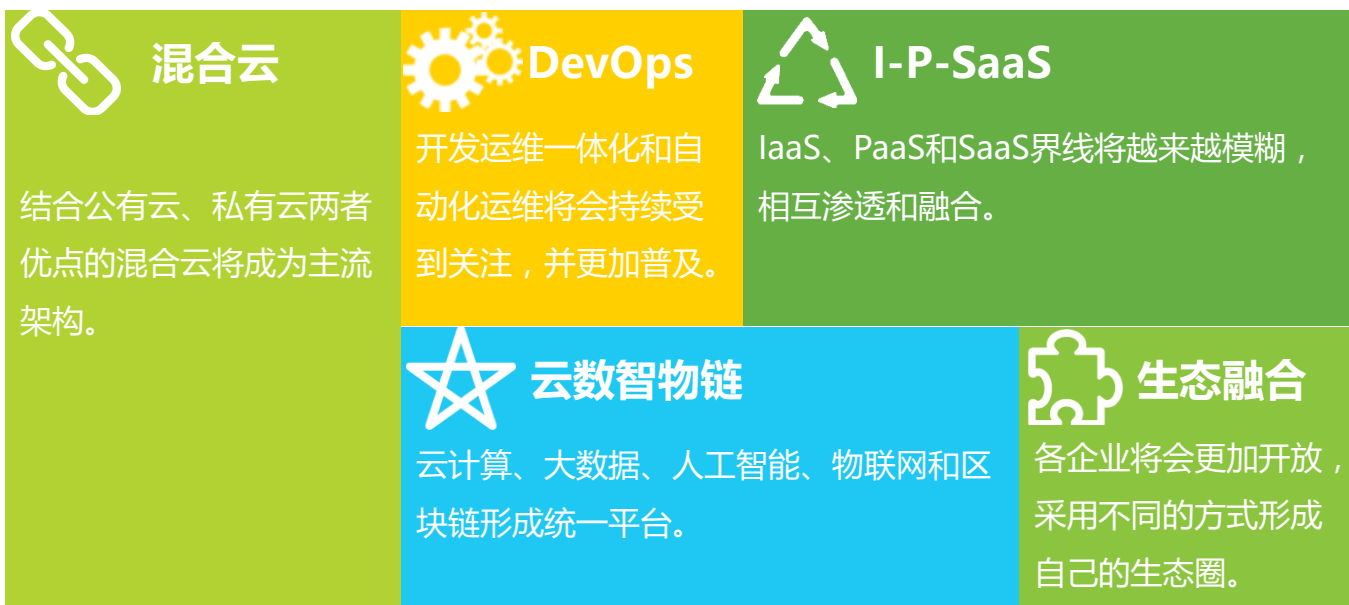 混合云
结合公有云、私有云两者
优点的混合云将成为主流
架构。
DevOps
开发运维一体化和自
动化运维将会持续受
到关注，并更加普及。
I-P-SaaS
IaaS、PaaS和SaaS界线将越来越模糊，
相互渗透和融合。
云数智物链
云计算、大数据、人工智能、物联网和区
块链形成统一平台。
生态融合
各企业将会更加开放，
采用不同的方式形成
自己的生态圈。